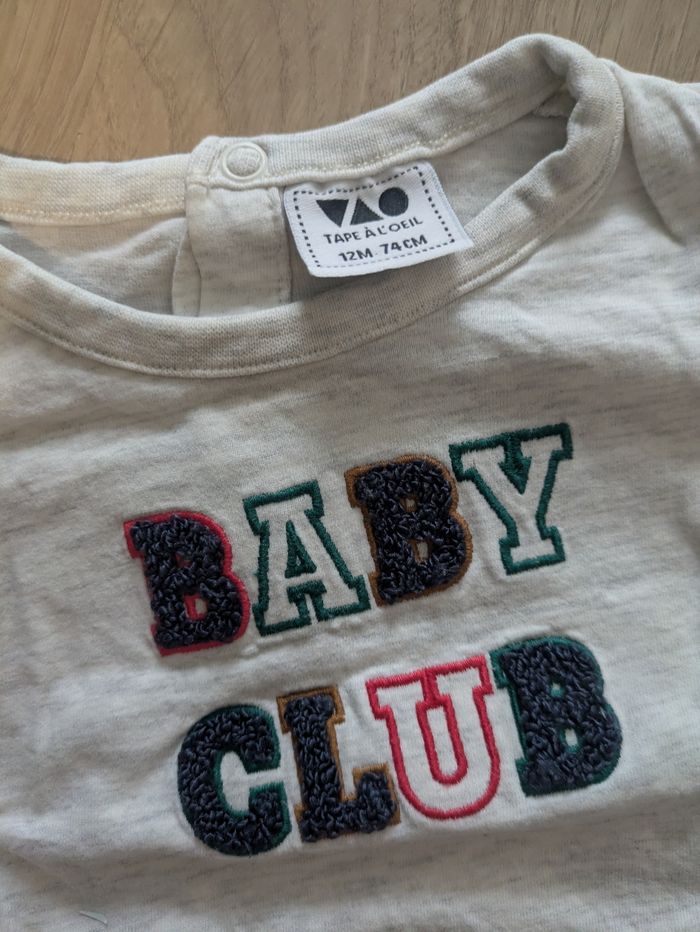 TAPE À L'OEIL
12M-74CM
BABY
CLUB